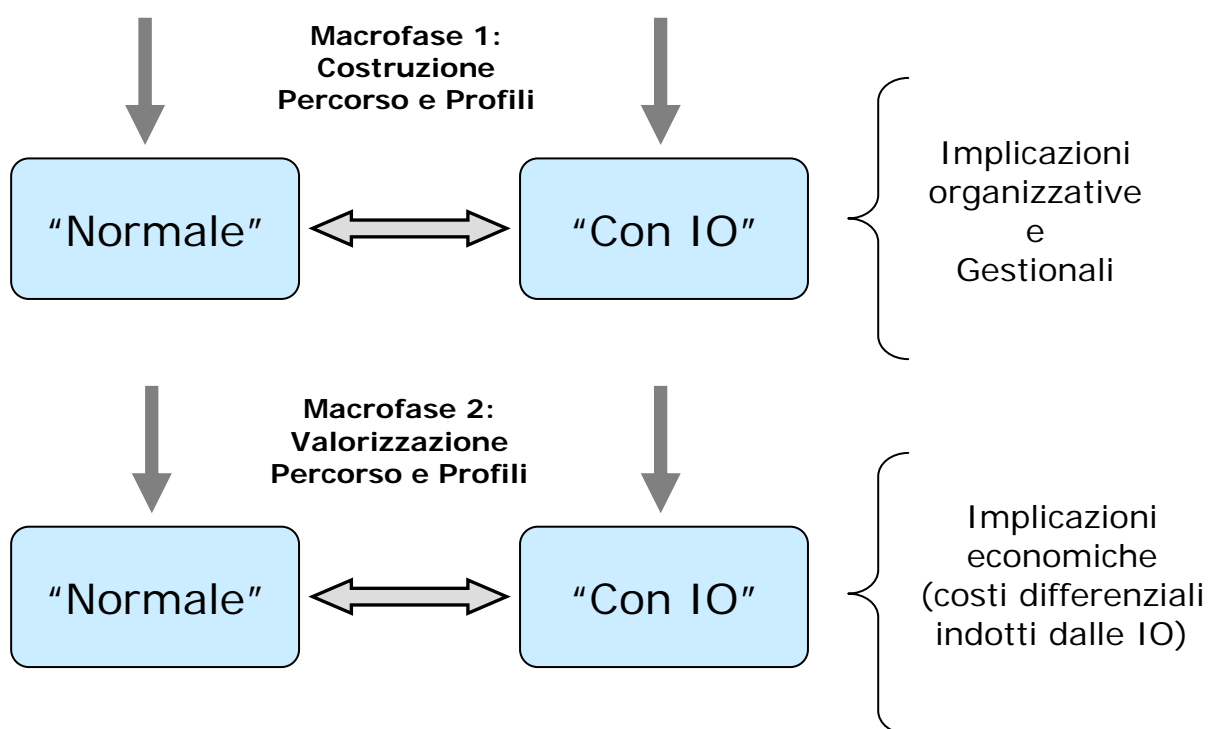 Macrofase 1:
Costruzione
Percorso e Profili
“Normale”
“Con IO”
Implicazioni
organizzative
e
Gestionali
Macrofase 2:
Valorizzazione
Percorso e Profili
“Normale”
“Con IO”
Implicazioni
economiche
(costi differenziali
indotti dalle IO)